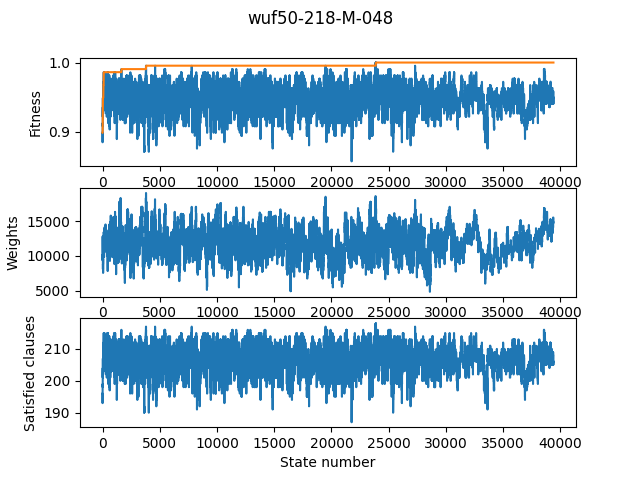 wuf50-218-M-048
1.0
0.9
Fitness
0 5000 10000 15000 20000 25000 30000 35000 40000
15000
10000
5000
Weights
0 5000 10000 15000 20000 25000 30000 35000 40000
210
200
190
Satisfied clauses
0 5000 10000 15000 20000 25000 30000 35000 40000
State number